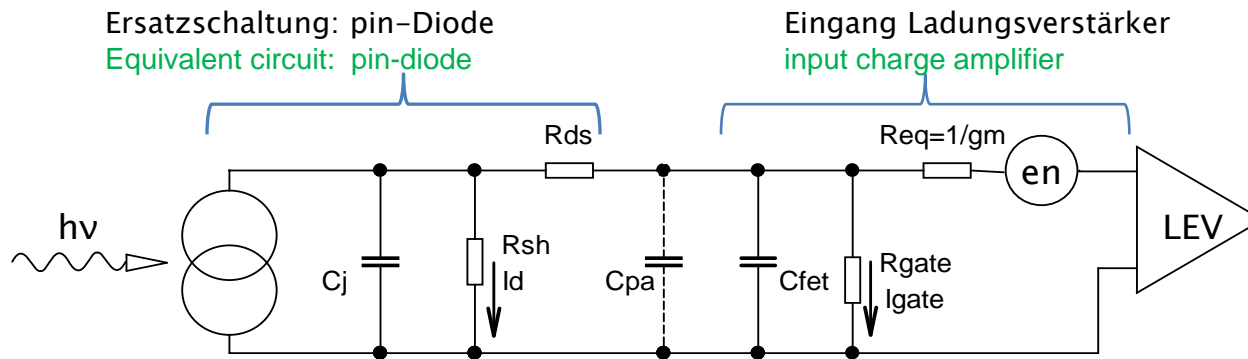 Ersatzschaltung: pin-Diode
Equivalent circuit: pin-diode
Eingang Ladungsverstärker
input charge amplifier
Rds
Req=1/gm
en
hν
LEV
Cj
Rsh
Id
Cpa
Cfet
Rgate
Igate